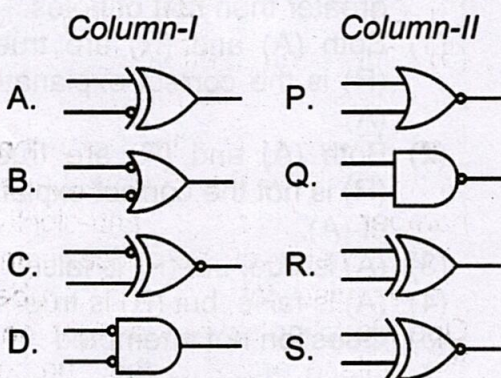 Column-I Column-II
A. P.
B. Q.
C. R.
D. S.